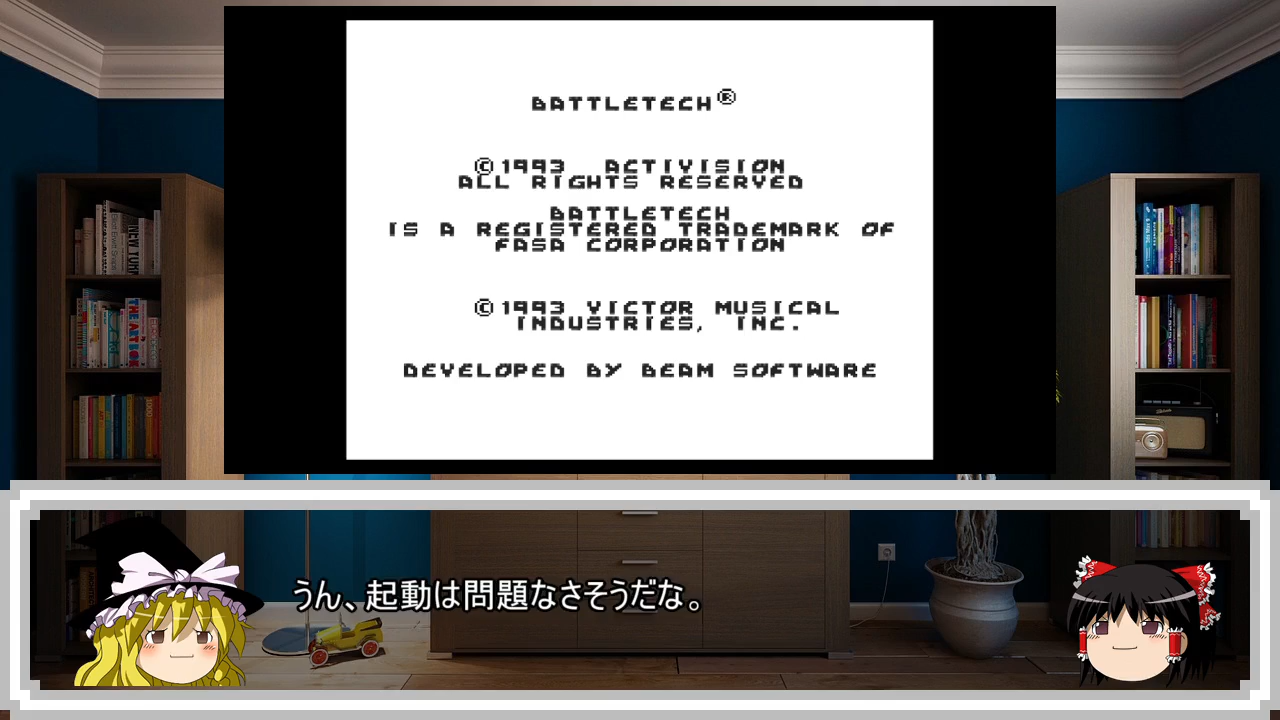 BATTLETECH®
©1993 ACTIVISION
ALL RIGHTS RESERVED
BATTLETECH
IS A REGISTERED TRADEMARK OF
FASA CORPORATION
©1993 VICTOR MUSICAL
INDUSTRIES, INC.
DEVELOPED BY BEAM SOFTWARE
うん、起動は問題なさそうだな。